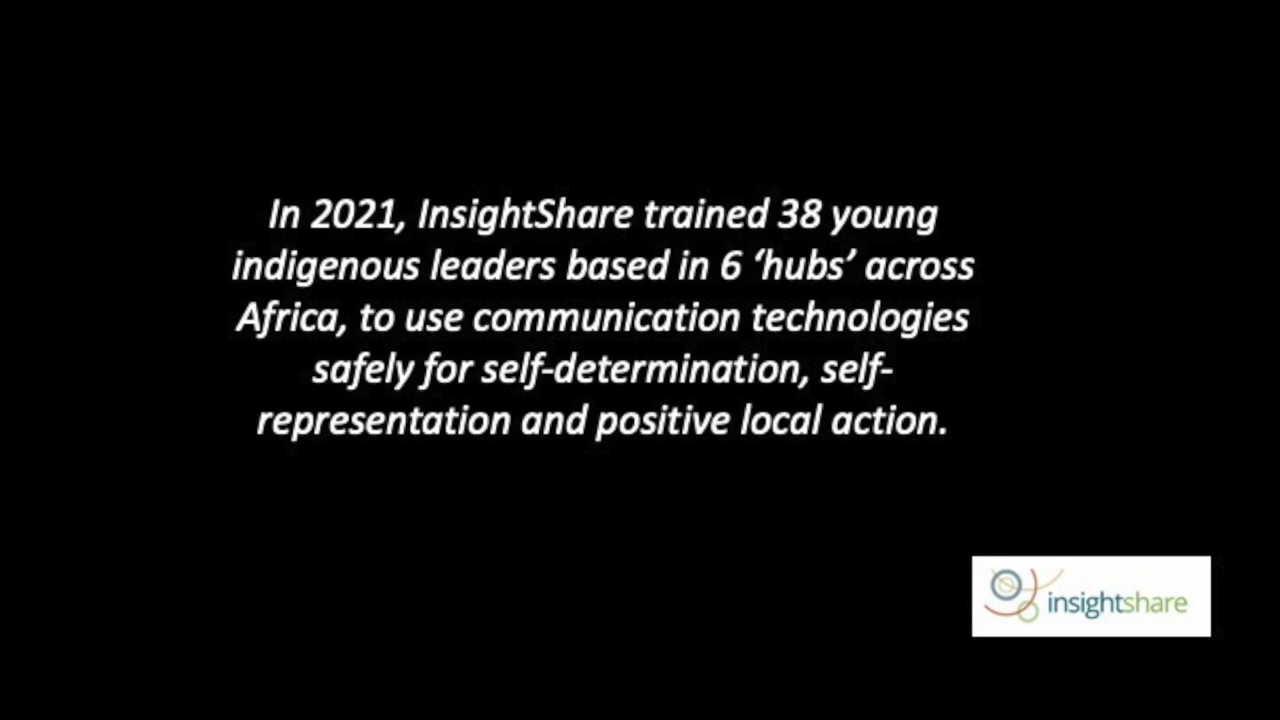 In 2021, InsightShare trained 38 young
indigenous leaders based in 6 ‘hubs’ across
Africa, to use communication technologies
safely for self-determination, self-
representation and positive local action.
insightshare